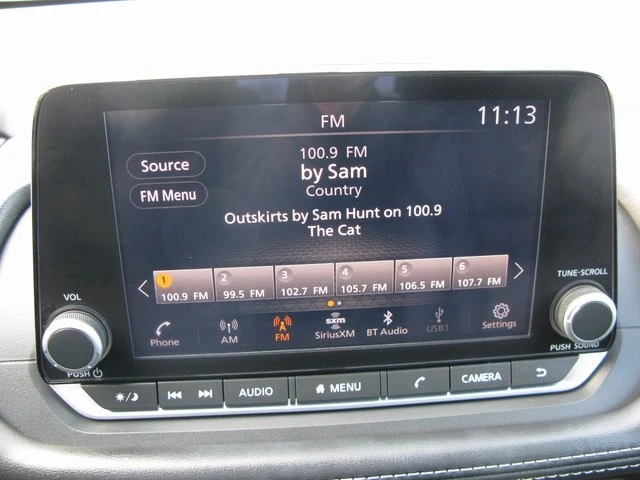 FM
11:13
Source
100.9 FM
by Sam
Country
FM Menu
Outskirts by Sam Hunt on 100.9
The Cat
1 2 3 4 5 6
100.9 FM 99.5 FM 102.7 FM 105.7 FM 106.5 FM 107.7 FM
TUNE·SCROLL
VOL
Phone AM FM SXM SiriusXM BT Audio USB1 Settings
PUSH
PUSH SOUND
AUDIO MENU CAMERA